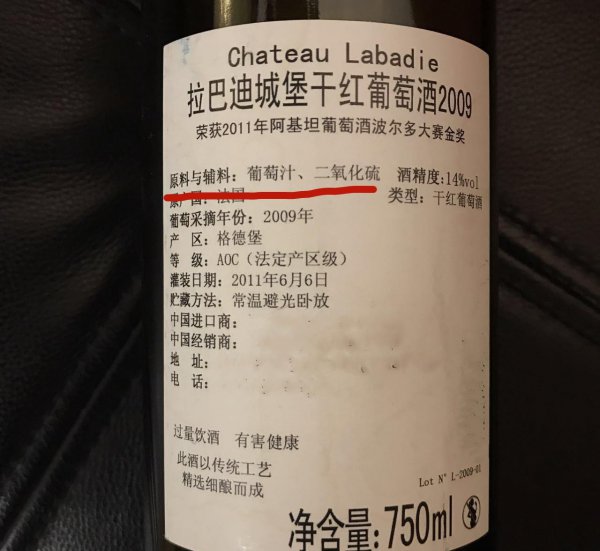 Chateau Labadie
拉巴迪城堡干红葡萄酒2009
荣获2011年阿基坦葡萄酒波尔多大赛金奖
原料与辅料：葡萄汁、二氧化硫 酒精度：14%vol
原产国：法国 类型：干红葡萄酒
葡萄采摘年份：2009年
产 区：格德堡
等 级：AOC（法定产区级）
灌装日期：2011年6月6日
贮藏方法：常温避光卧放
中国进口商：
中国经销商：
地 址：
电 话：
过量饮酒 有害健康
此酒以传统工艺
精选细酿而成
Lot N° L-2009-01
净含量：750ml